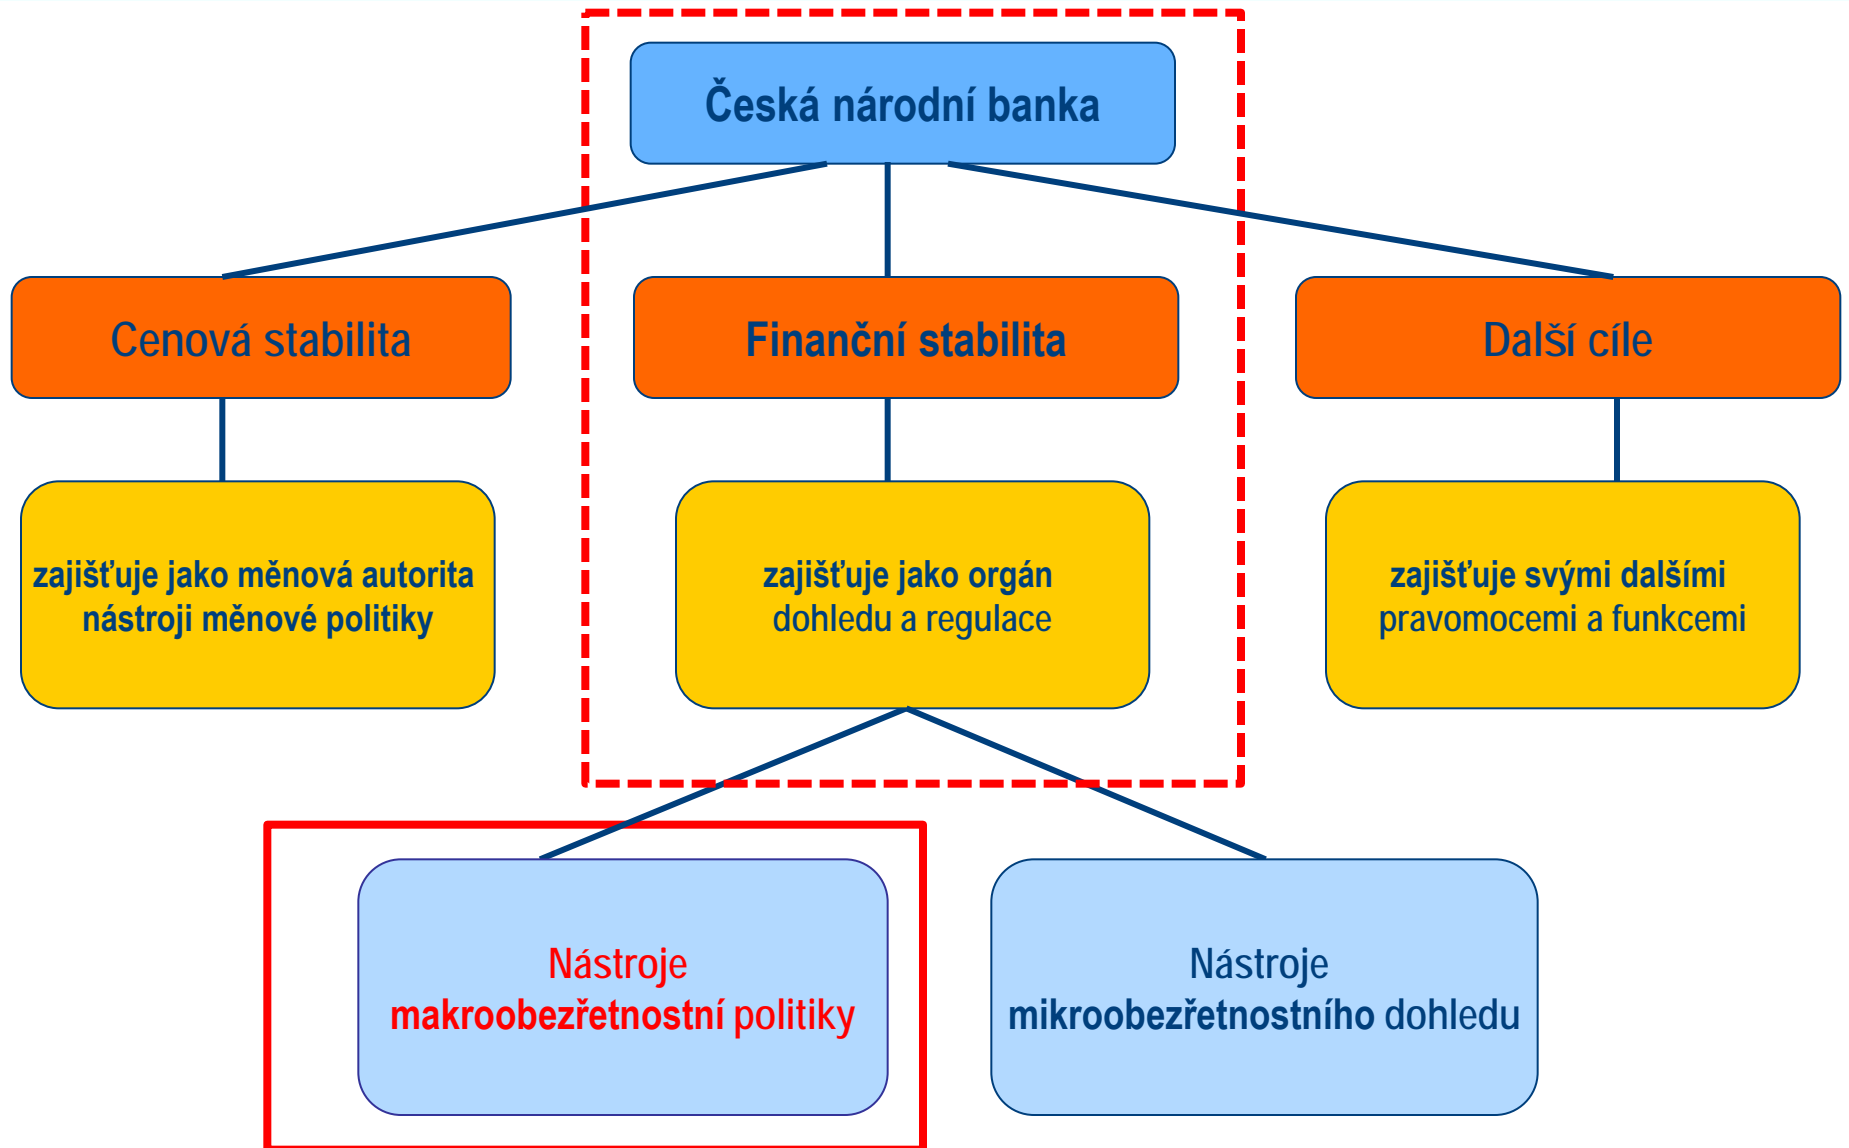 Česká národní banka
Cenová stabilita
Finanční stabilita
Další cíle
zajišťuje jako měnová autorita
nástroji měnové politiky
zajišťuje jako orgán
dohledu a regulace
zajišťuje svými dalšími
pravomocemi a funkcemi
Nástroje
makroobezřetnostní politiky
Nástroje
mikroobezřetnostního dohledu